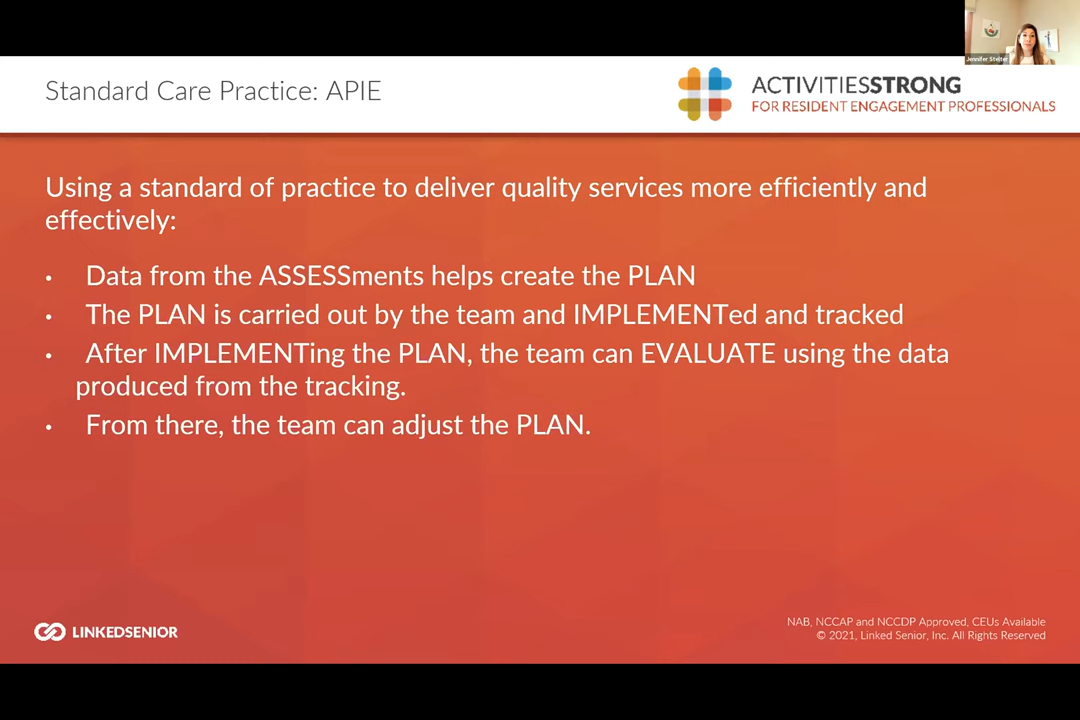 Jennifer Stelter
Standard Care Practice: APIE
ACTIVITIESSTRONG
FOR RESIDENT ENGAGEMENT PROFESSIONALS
Using a standard of practice to deliver quality services more efficiently and
effectively:
• Data from the ASSESSments helps create the PLAN
• The PLAN is carried out by the team and IMPLEMENTed and tracked
• After IMPLEMENTing the PLAN, the team can EVALUATE using the data
produced from the tracking.
• From there, the team can adjust the PLAN.
LINKEDSENIOR
NAB, NCCAP and NCCDP Approved, CEUs Available
© 2021, Linked Senior, Inc. All Rights Reserved